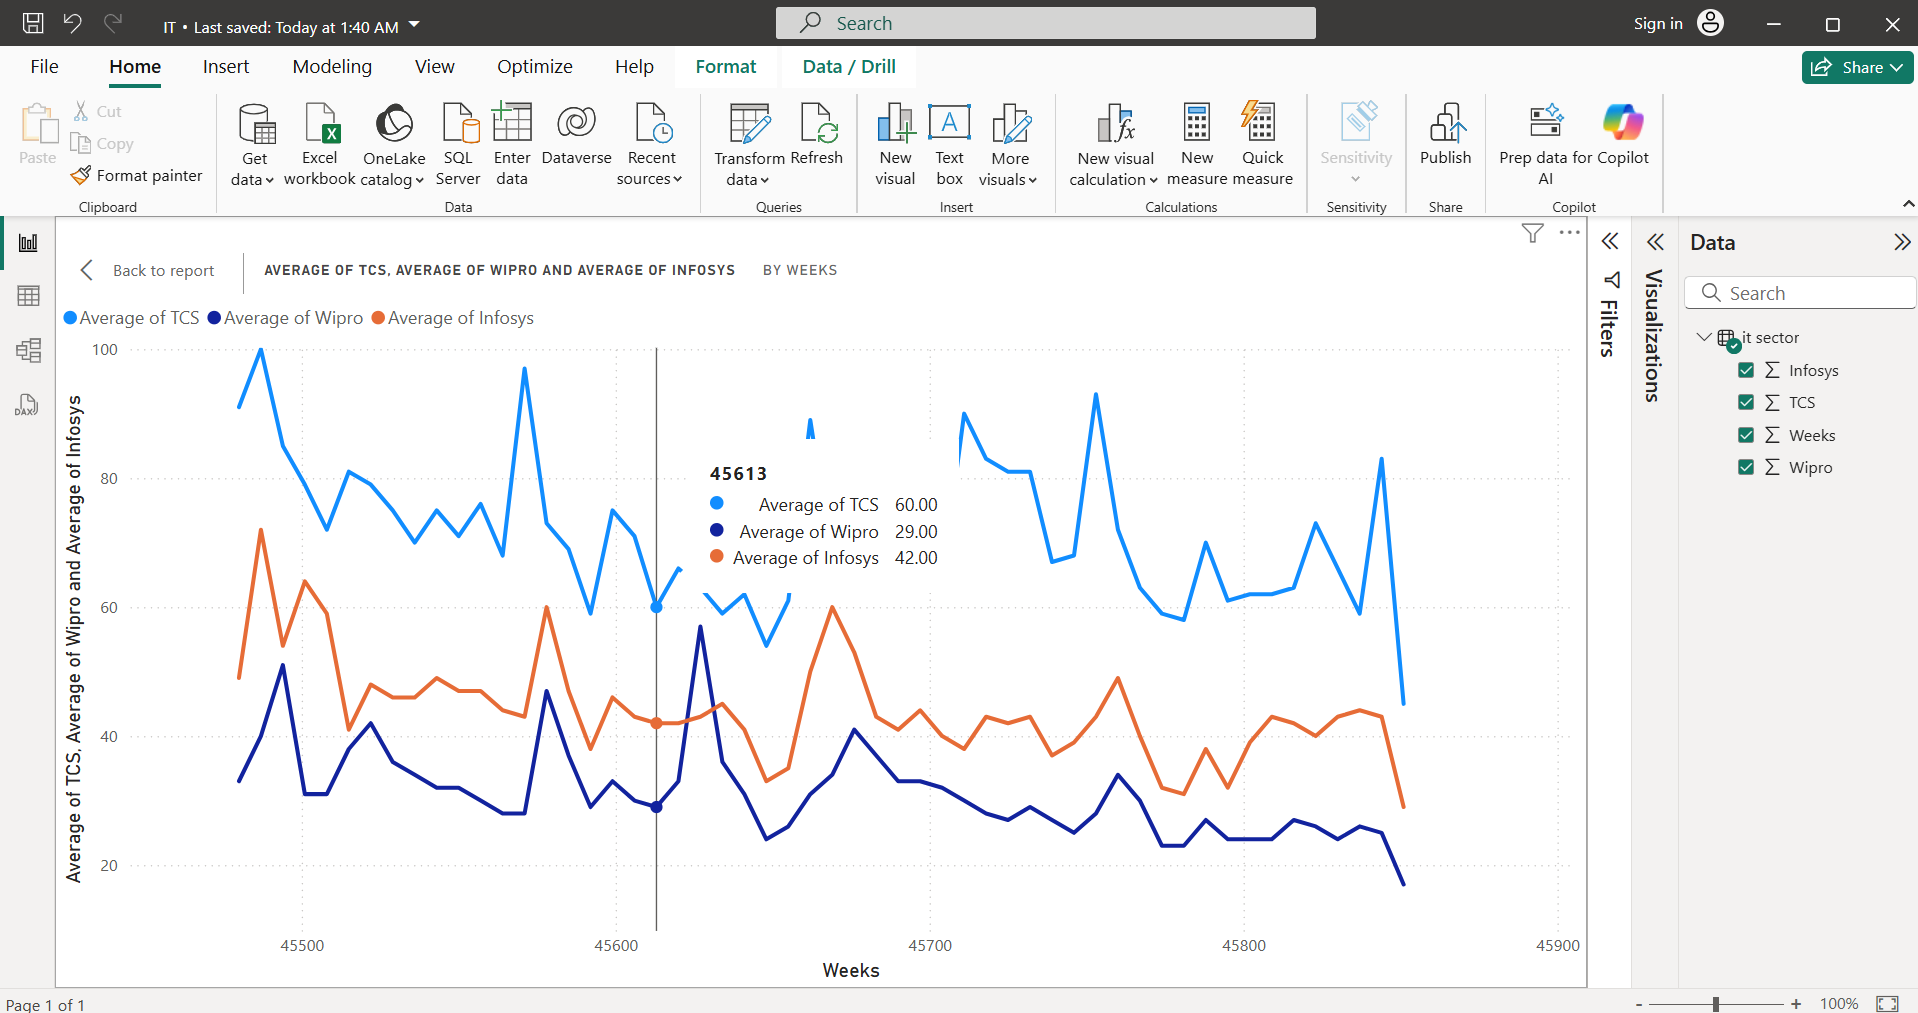 IT • Last saved: Today at 1:40 AM
Search
Sign in
File
Home
Insert
Modeling
View
Optimize
Help
Format
Data / Drill
Share
Paste
Cut
Copy
Format painter
Clipboard
Get
data
Excel
workbook
OneLake
catalog
SQL
Server
Enter
data
Dataverse
Recent
sources
Data
Transform
data
Refresh
Queries
New
visual
A
Text
box
More
visuals
Insert
fx
New visual
calculation
New
measure
Quick
measure
Calculations
Sensitivity
Sensitivity
Publish
Share
Prep data for
AI
Copilot
Copilot
DAX
Back to report
AVERAGE OF TCS, AVERAGE OF WIPRO AND AVERAGE OF INFOSYS
BY WEEKS
Average of TCS
Average of Wipro
Average of Infosys
Average of TCS, Average of Wipro and Average of Infosys
100
80
60
40
20
45613
Average of TCS 60.00
Average of Wipro 29.00
Average of Infosys 42.00
45500
45600
45700
45800
45900
Weeks
Filters
Visualizations
Data
Search
it sector
Infosys
TCS
Weeks
Wipro
Page 1 of 1
- + 100%